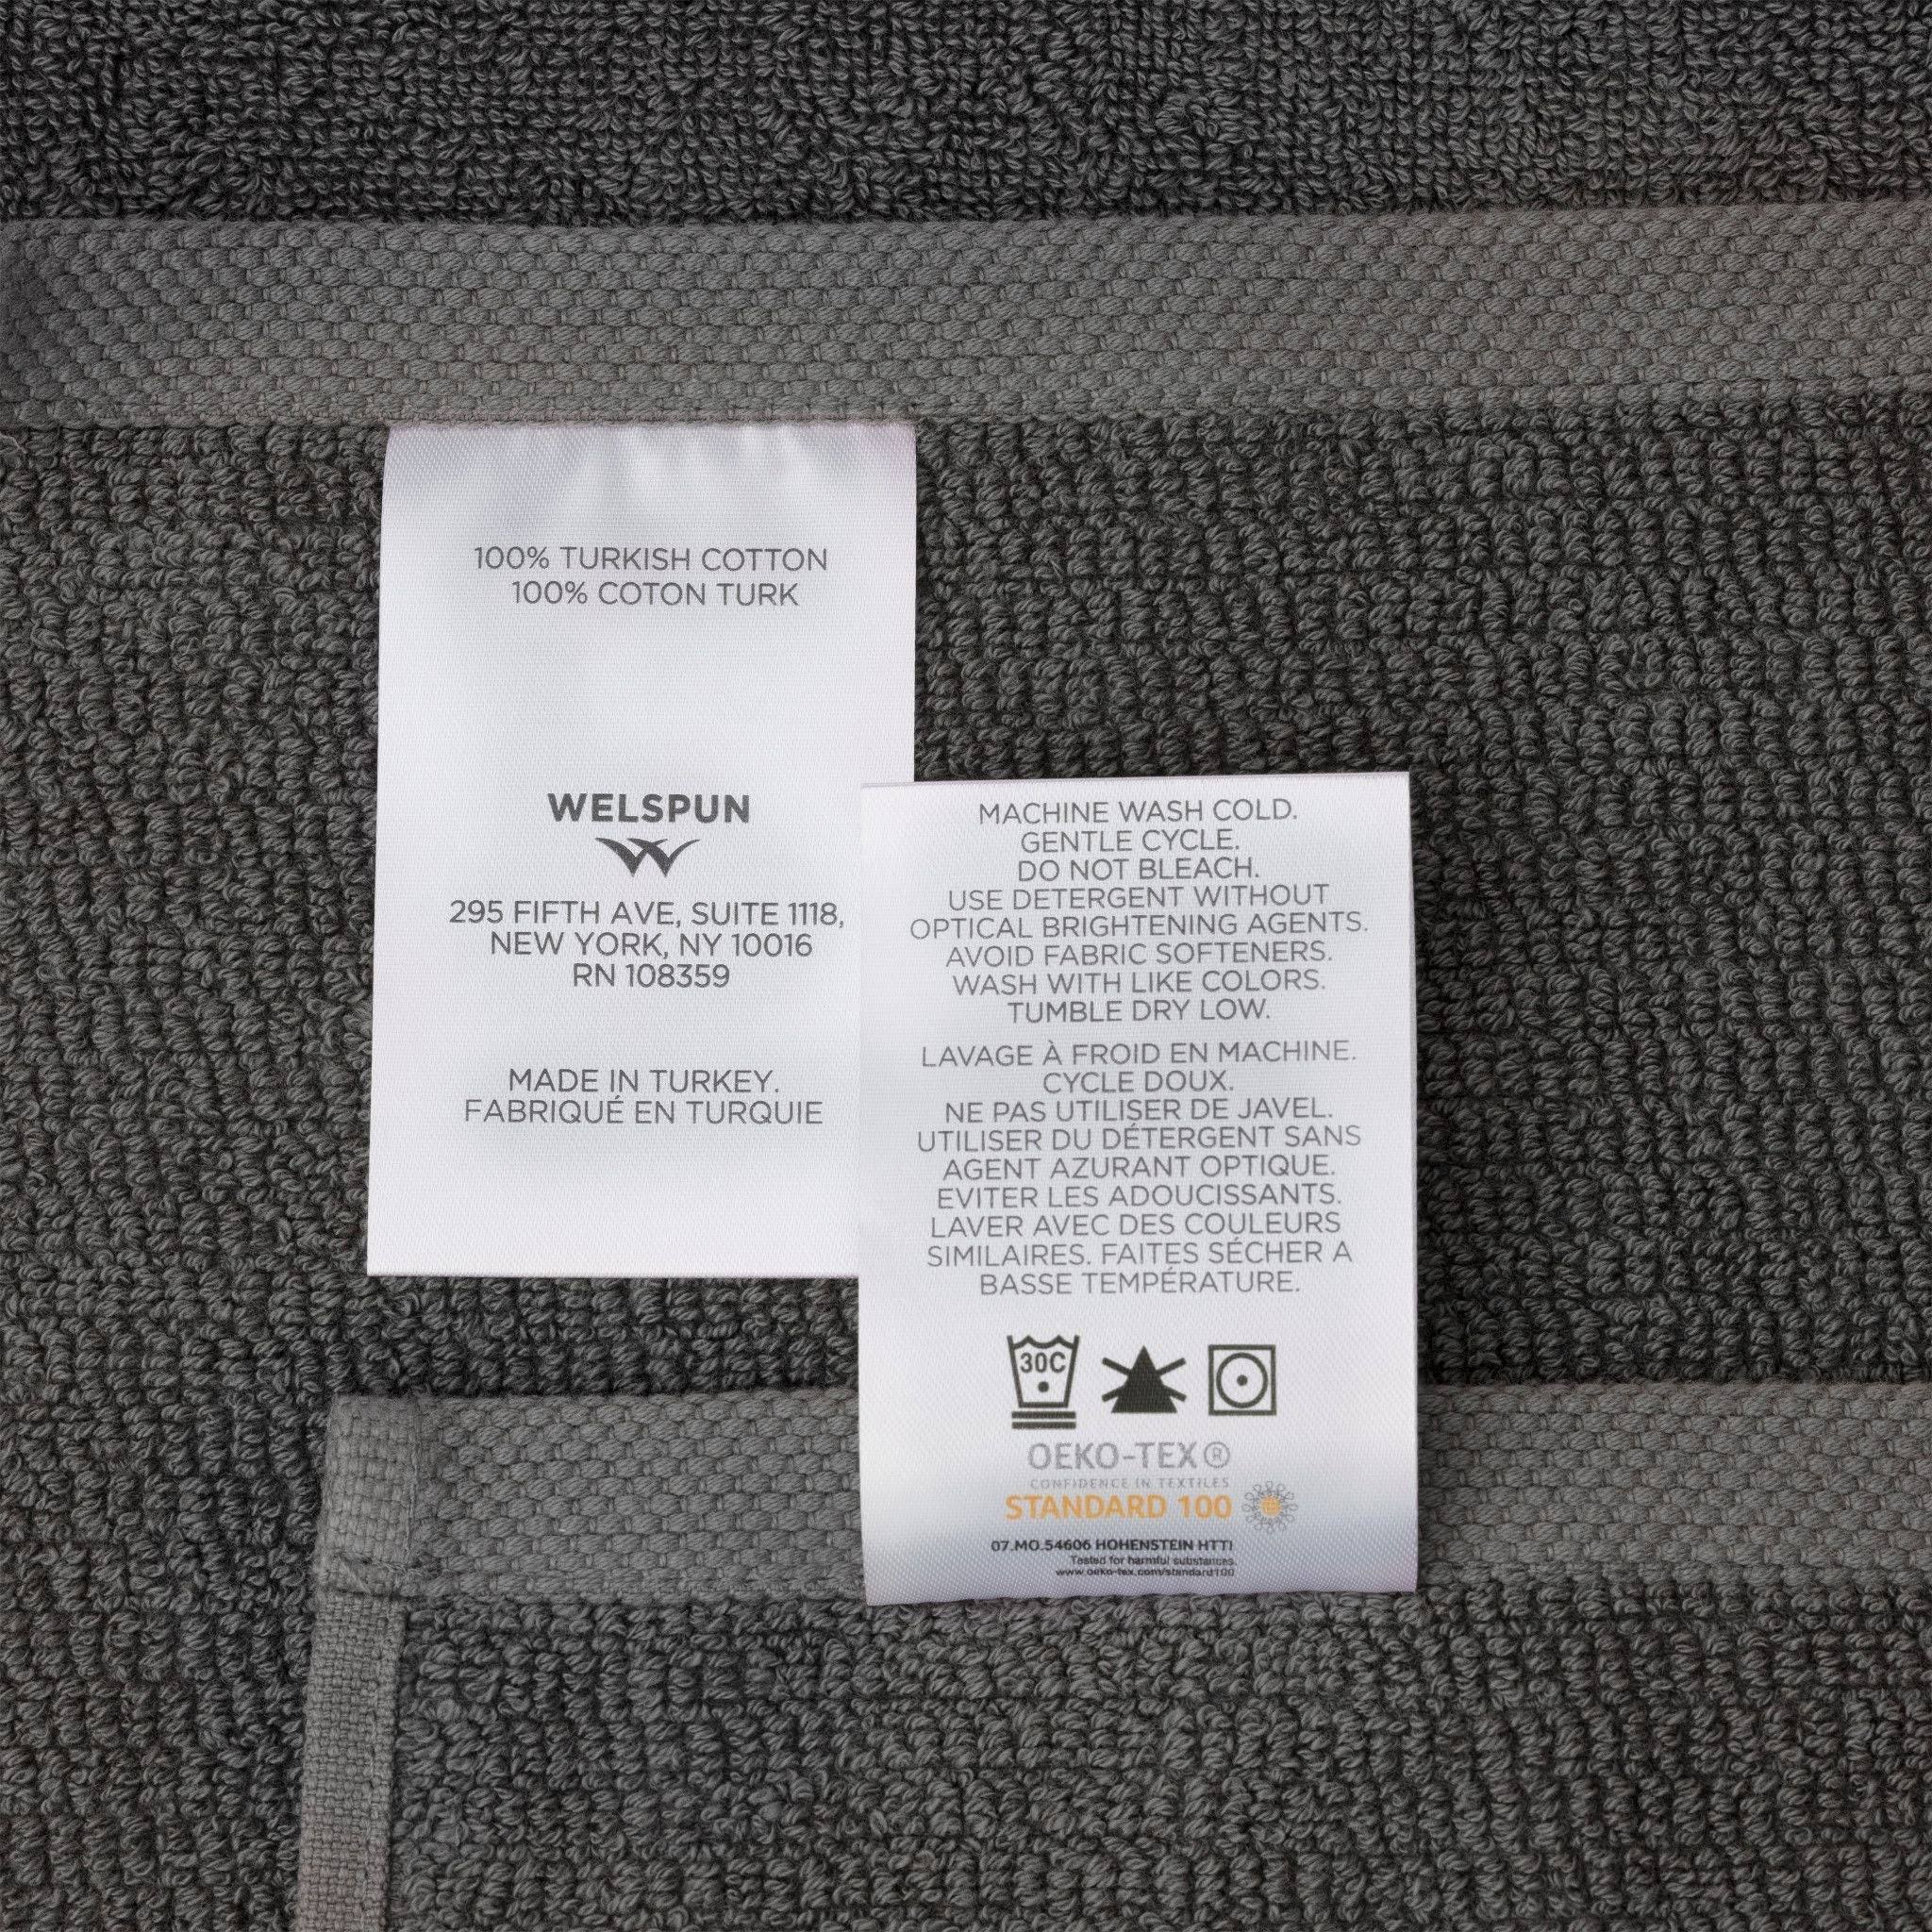 100% TURKISH COTTON
100% COTON TURK
WELSPUN
295 FIFTH AVE, SUITE 1118,
NEW YORK, NY 10016
RN 108359
MADE IN TURKEY.
FABRIQUÉ EN TURQUIE
MACHINE WASH COLD.
GENTLE CYCLE.
DO NOT BLEACH.
USE DETERGENT WITHOUT
OPTICAL BRIGHTENING AGENTS.
AVOID FABRIC SOFTENERS.
WASH WITH LIKE COLORS.
TUMBLE DRY LOW.
LAVAGE À FROID EN MACHINE.
CYCLE DOUX.
NE PAS UTILISER DE JAVEL.
UTILISER DU DÉTERGENT SANS
AGENT AZURANT OPTIQUE.
EVITER LES ADOUCISSANTS.
LAVER AVEC DES COULEURS
SIMILAIRES. FAITES SÉCHER A
BASSE TEMPÉRATURE.
30C
OEKO-TEX®
CONFIDENCE IN TEXTILES
STANDARD 100
07.MO.54606 HOHENSTEIN HTTI
Tested for harmful substances.
www.oeko-tex.com/standard100